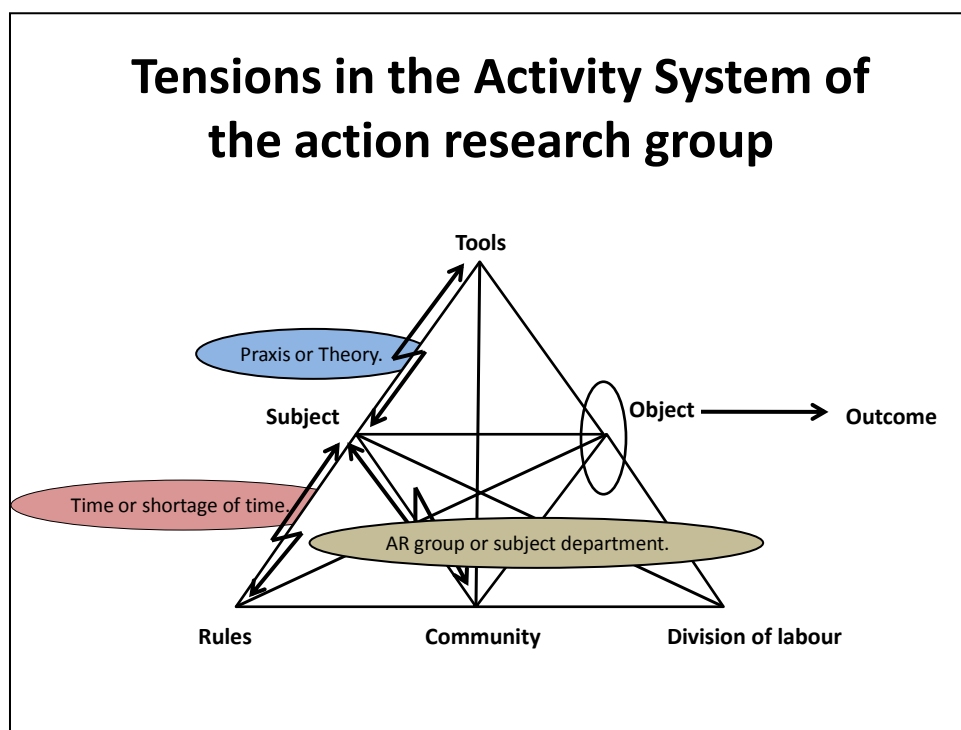 Tensions in the Activity System of
the action research group
Tools
Praxis or Theory.
Subject
Object
Outcome
Time or shortage of time.
AR group or subject department.
Rules
Community
Division of labour